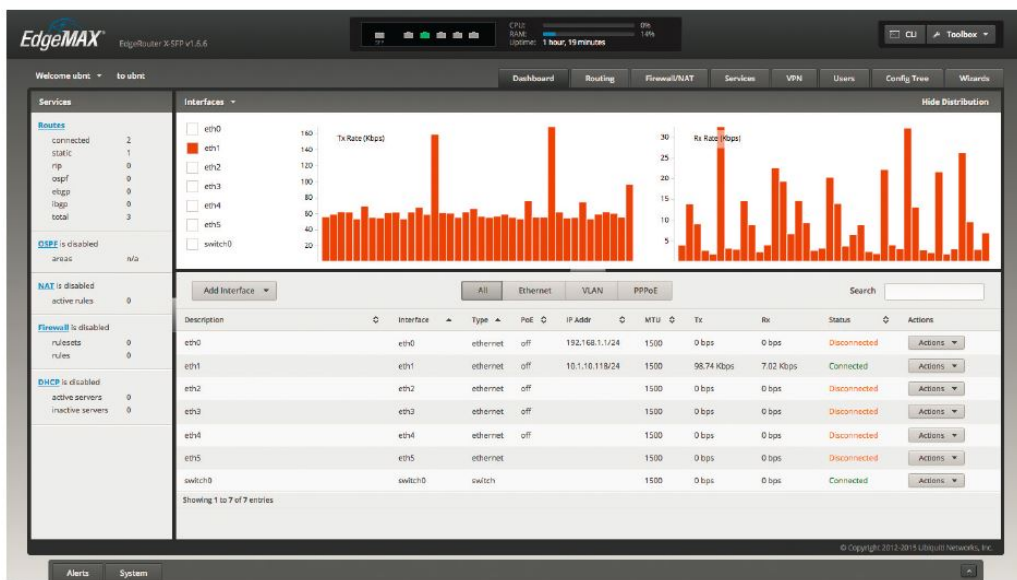 EdgeMAX EdgeRouter X-SFP v1.6.6
SFP
CPU: 0%
RAM: 14%
Uptime: 1 hour, 19 minutes
CLI Toolbox
Welcome ubnt to ubnt
Dashboard Routing Firewall/NAT Services VPN Users Config Tree Wizards
Services
Routes
connected 2
static 1
rip 0
ospf 0
ebgp 0
ibgp 0
total 3
OSPF is disabled
areas n/a
NAT is disabled
active rules 0
Firewall is disabled
rulesets 0
rules 0
DHCP is disabled
active servers 0
inactive servers 0
Interfaces Hide Distribution
eth0
eth1
eth2
eth3
eth4
eth5
switch0
Tx Rate (Kbps)
160
140
120
100
80
60
40
20
Rx Rate (Kbps)
30
25
20
15
10
5
Add Interface All Ethernet VLAN PPPoE Search
Description Interface Type PoE IP Addr MTU Tx Rx Status Actions
eth0 eth0 ethernet off 192.168.1.1/24 1500 0 bps 0 bps Disconnected Actions
eth1 eth1 ethernet off 10.1.10.118/24 1500 98.74 Kbps 7.02 Kbps Connected Actions
eth2 eth2 ethernet off 1500 0 bps 0 bps Disconnected Actions
eth3 eth3 ethernet off 1500 0 bps 0 bps Disconnected Actions
eth4 eth4 ethernet off 1500 0 bps 0 bps Disconnected Actions
eth5 eth5 ethernet 1500 0 bps 0 bps Disconnected Actions
switch0 switch0 switch 1500 0 bps 0 bps Connected Actions
Showing 1 to 7 of 7 entries
© Copyright 2012-2015 Ubiquiti Networks, Inc.
Alerts System